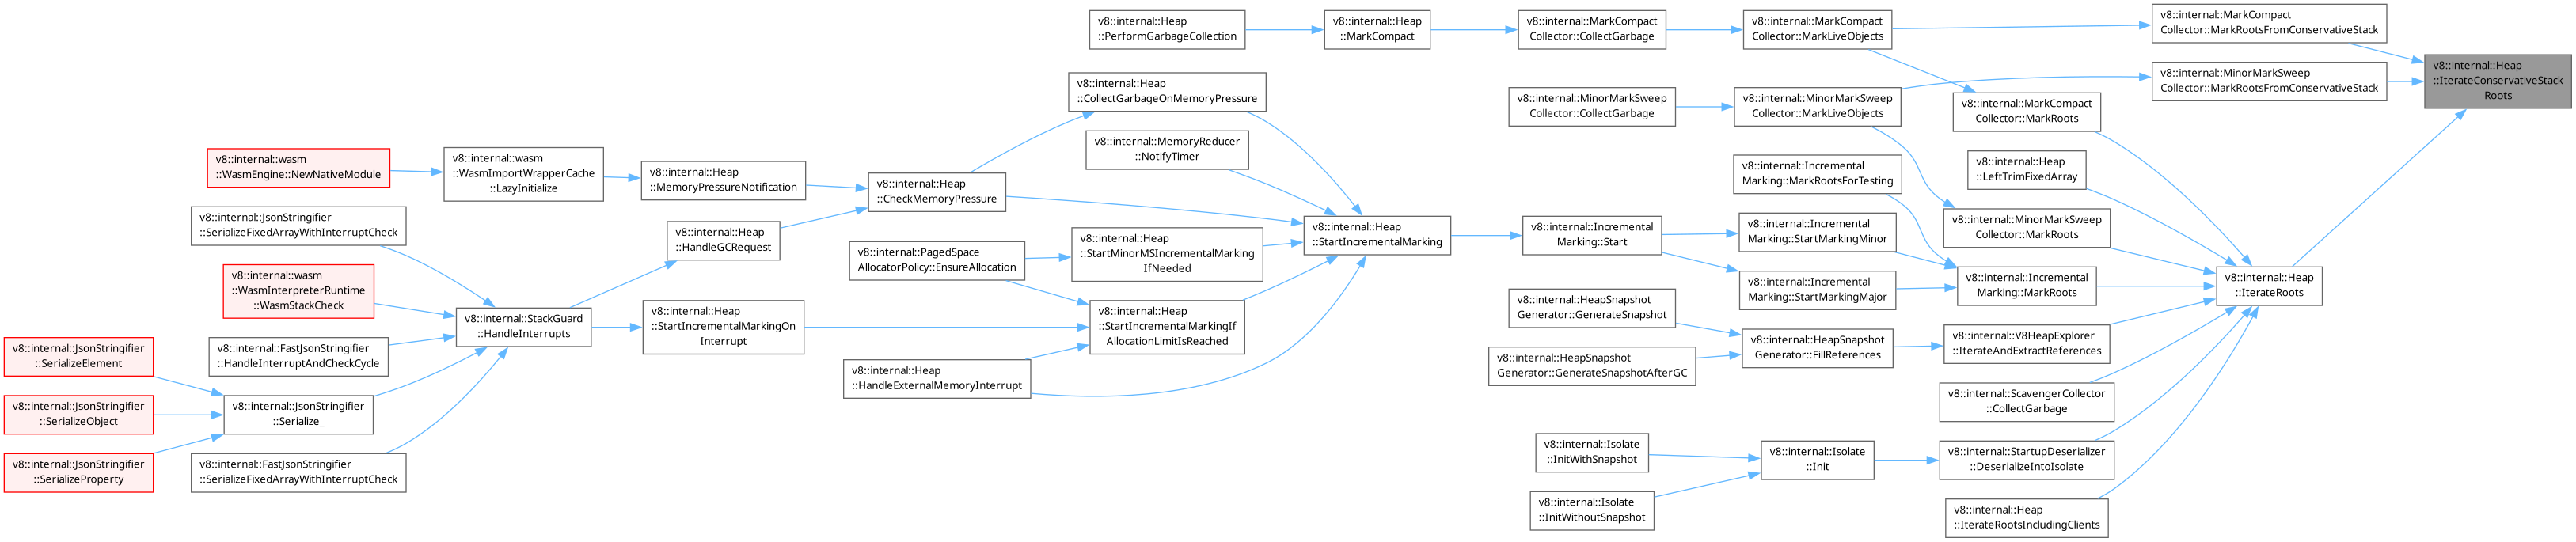 v8::internal::Heap
::IterateConservativeStack
Roots
v8::internal::MarkCompact
Collector::MarkRootsFromConservativeStack
v8::internal::MinorMarkSweep
Collector::MarkRootsFromConservativeStack
v8::internal::Heap
::IterateRoots
v8::internal::MarkCompact
Collector::MarkLiveObjects
v8::internal::MarkCompact
Collector::CollectGarbage
v8::internal::Heap
::MarkCompact
v8::internal::Heap
::PerformGarbageCollection
v8::internal::MinorMarkSweep
Collector::MarkLiveObjects
v8::internal::MinorMarkSweep
Collector::CollectGarbage
v8::internal::MarkCompact
Collector::MarkRoots
v8::internal::Heap
::LeftTrimFixedArray
v8::internal::MinorMarkSweep
Collector::MarkRoots
v8::internal::Incremental
Marking::MarkRoots
v8::internal::V8HeapExplorer
::IterateAndExtractReferences
v8::internal::ScavengerCollector
::CollectGarbage
v8::internal::StartupDeserializer
::DeserializeIntoIsolate
v8::internal::Heap
::IterateRootsIncludingClients
v8::internal::Incremental
Marking::MarkRootsForTesting
v8::internal::Incremental
Marking::StartMarkingMinor
v8::internal::Incremental
Marking::StartMarkingMajor
v8::internal::HeapSnapshot
Generator::FillReferences
v8::internal::HeapSnapshot
Generator::GenerateSnapshot
v8::internal::HeapSnapshot
Generator::GenerateSnapshotAfterGC
v8::internal::Isolate
::Init
v8::internal::Isolate
::InitWithSnapshot
v8::internal::Isolate
::InitWithoutSnapshot
v8::internal::Incremental
Marking::Start
v8::internal::Heap
::StartIncrementalMarking
v8::internal::Heap
::CollectGarbageOnMemoryPressure
v8::internal::MemoryReducer
::NotifyTimer
v8::internal::Heap
::CheckMemoryPressure
v8::internal::Heap
::StartMinorMSIncrementalMarking
IfNeeded
v8::internal::PagedSpace
AllocatorPolicy::EnsureAllocation
v8::internal::Heap
::StartIncrementalMarkingIf
AllocationLimitIsReached
v8::internal::Heap
::HandleExternalMemoryInterrupt
v8::internal::Heap
::MemoryPressureNotification
v8::internal::Heap
::HandleGCRequest
v8::internal::Heap
::StartIncrementalMarkingOn
Interrupt
v8::internal::wasm
::WasmImportWrapperCache
::LazyInitialize
v8::internal::wasm
::WasmEngine::NewNativeModule
v8::internal::StackGuard
::HandleInterrupts
v8::internal::JsonStringifier
::SerializeFixedArrayWithInterruptCheck
v8::internal::wasm
::WasmInterpreterRuntime
::WasmStackCheck
v8::internal::FastJsonStringifier
::HandleInterruptAndCheckCycle
v8::internal::JsonStringifier
::Serialize_
v8::internal::FastJsonStringifier
::SerializeFixedArrayWithInterruptCheck
v8::internal::JsonStringifier
::SerializeElement
v8::internal::JsonStringifier
::SerializeObject
v8::internal::JsonStringifier
::SerializeProperty